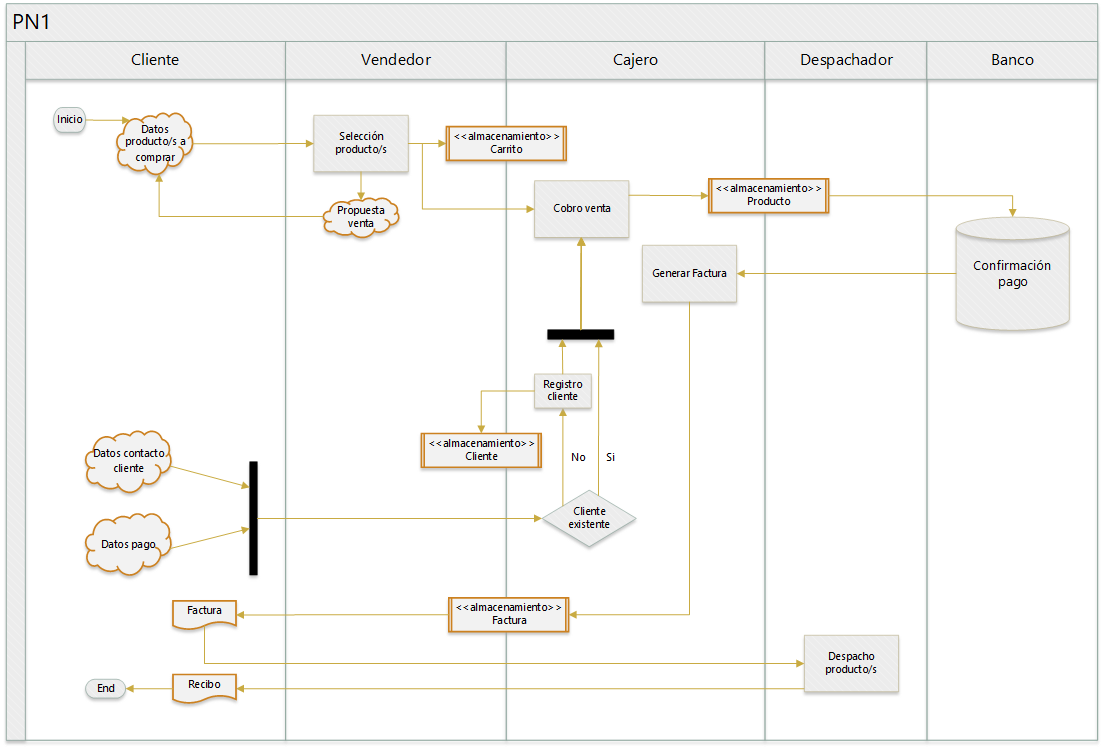 PN1
Cliente
Vendedor
Cajero
Despachador
Banco
Inicio
Datos
producto/s a
comprar
Selección
producto/s
<<almacenamiento>>
Carrito
Propuesta
venta
Cobro venta
<<almacenamiento>>
Producto
Confirmación
pago
Generar Factura
Registro
cliente
<<almacenamiento>>
Cliente
No
Si
Datos contacto
cliente
Cliente
existente
Datos pago
<<almacenamiento>>
Factura
Factura
Despacho
producto/s
Recibo
End